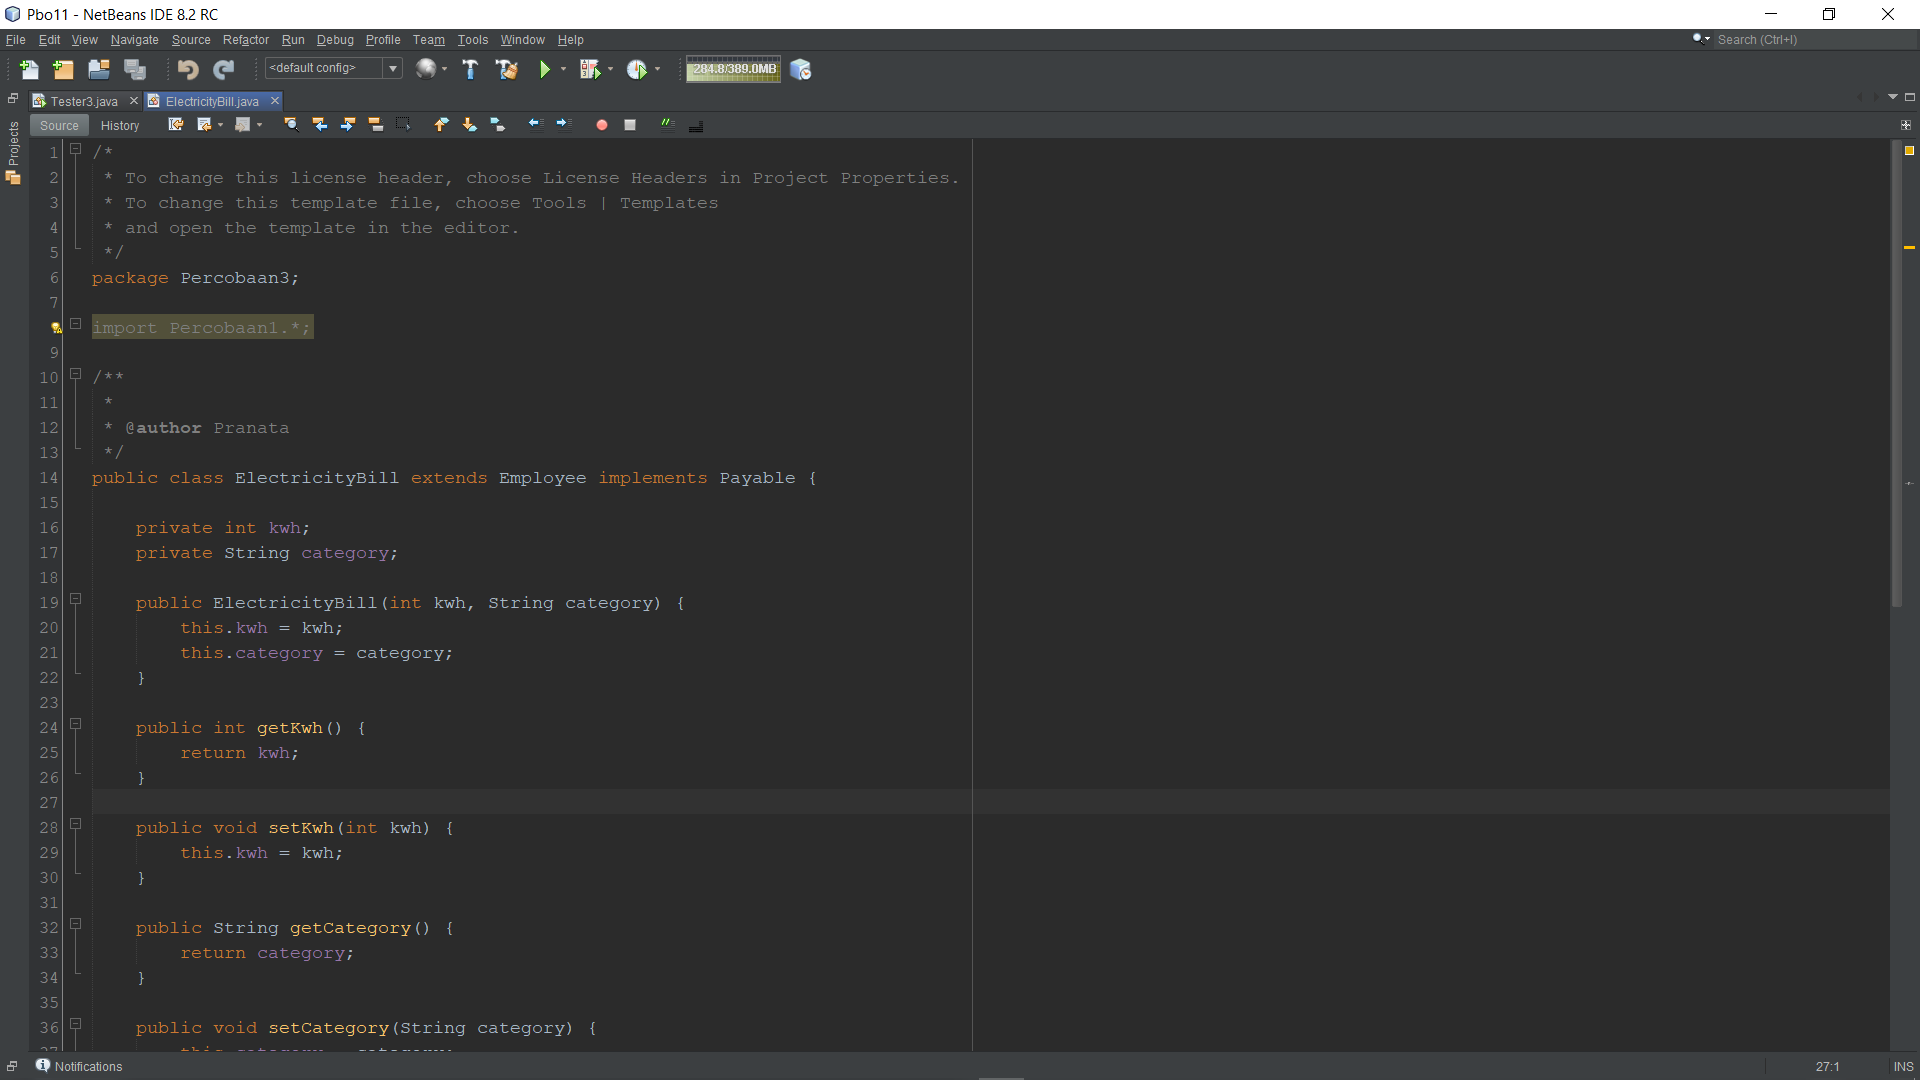 Pbo11 - NetBeans IDE 8.2 RC
File Edit View Navigate Source Refactor Run Debug Profile Team Tools Window Help
Search (Ctrl+I)
<default config>
284.8/389.0MB
Tester3.java
ElectricityBill.java
Source History
Projects
1 /*
2 * To change this license header, choose License Headers in Project Properties.
3 * To change this template file, choose Tools | Templates
4 * and open the template in the editor.
5 */
6 package Percobaan3;
7
import Percobaan1.*;
9
10 /**
11 *
12 * @author Pranata
13 */
14 public class ElectricityBill extends Employee implements Payable {
15
16 private int kwh;
17 private String category;
18
19 public ElectricityBill(int kwh, String category) {
20 this.kwh = kwh;
21 this.category = category;
22 }
23
24 public int getKwh() {
25 return kwh;
26 }
27
28 public void setKwh(int kwh) {
29 this.kwh = kwh;
30 }
31
32 public String getCategory() {
33 return category;
34 }
35
36 public void setCategory(String category) {
Notifications
27:1
INS